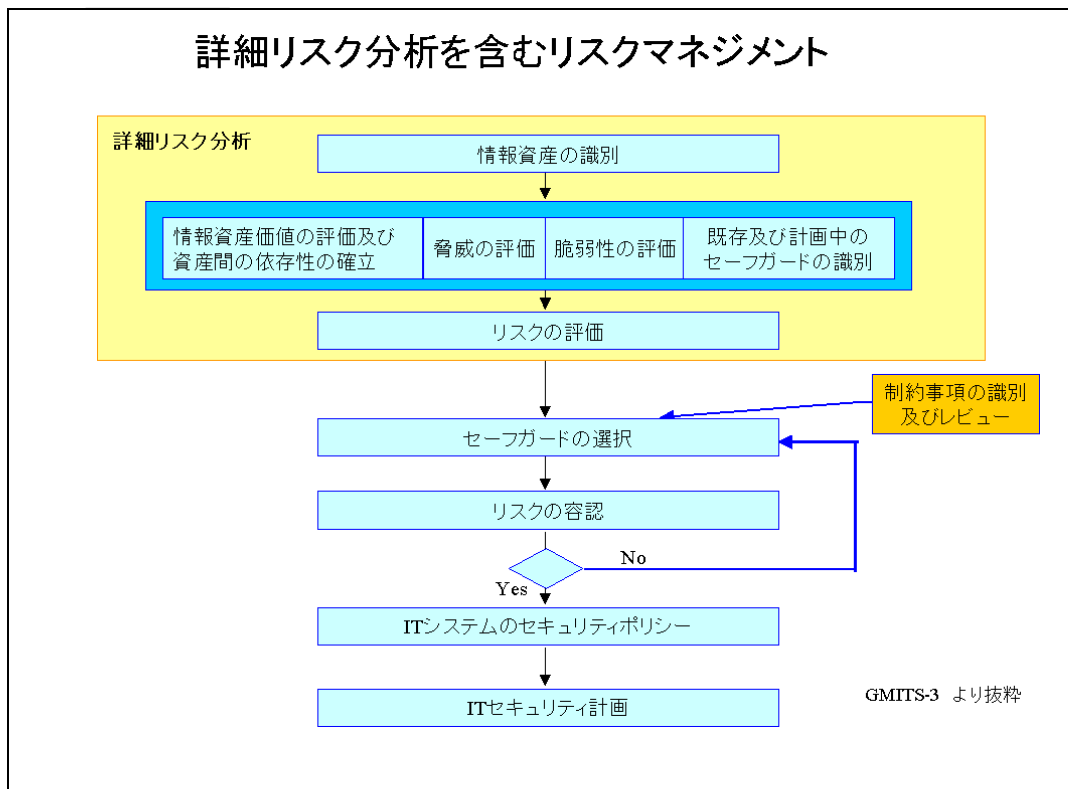 詳細リスク分析を含むリスクマネジメント
詳細リスク分析
情報資産の識別
情報資産価値の評価及び
資産間の依存性の確立
脅威の評価
脆弱性の評価
既存及び計画中の
セーフガードの識別
リスクの評価
制約事項の識別
及びレビュー
セーフガードの選択
リスクの容認
No
Yes
ITシステムのセキュリティポリシー
ITセキュリティ計画
GMITS-3 より抜粋